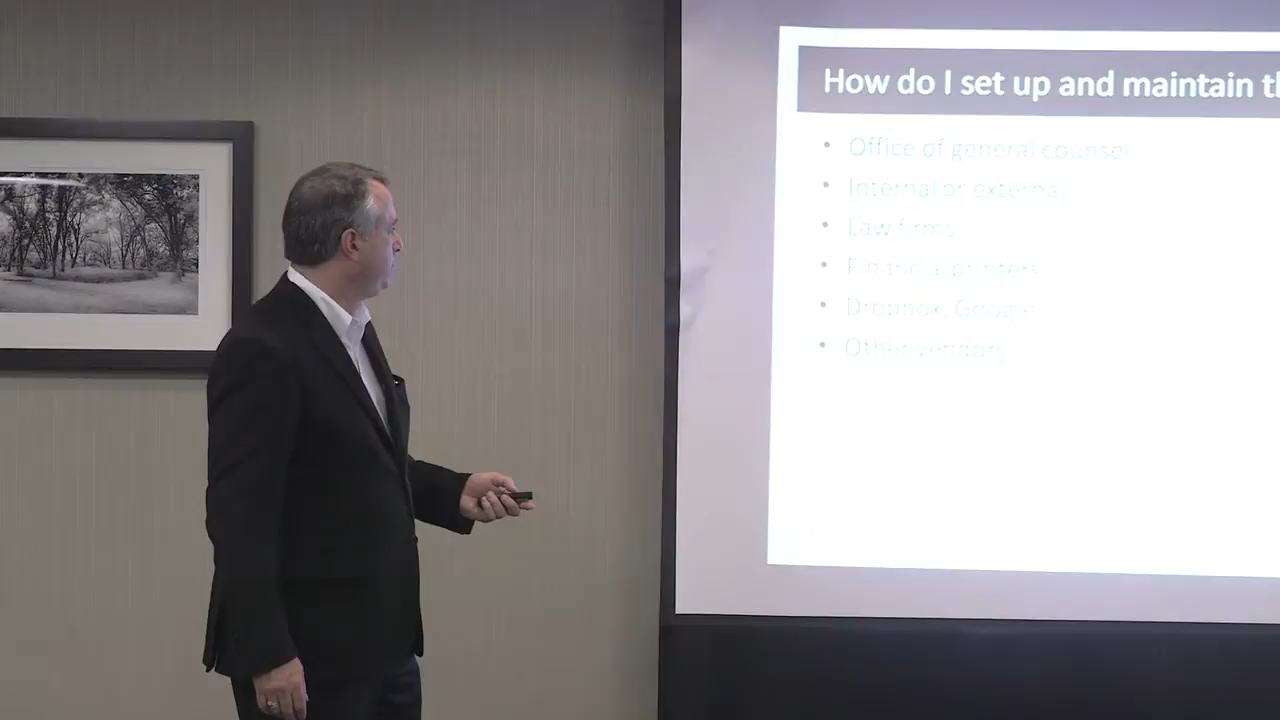 How do I set up and maintain th
• Office of general counsel
• Internal or external
• Law firms
• Financial printers
• Dropbox, Google
• Other vendors